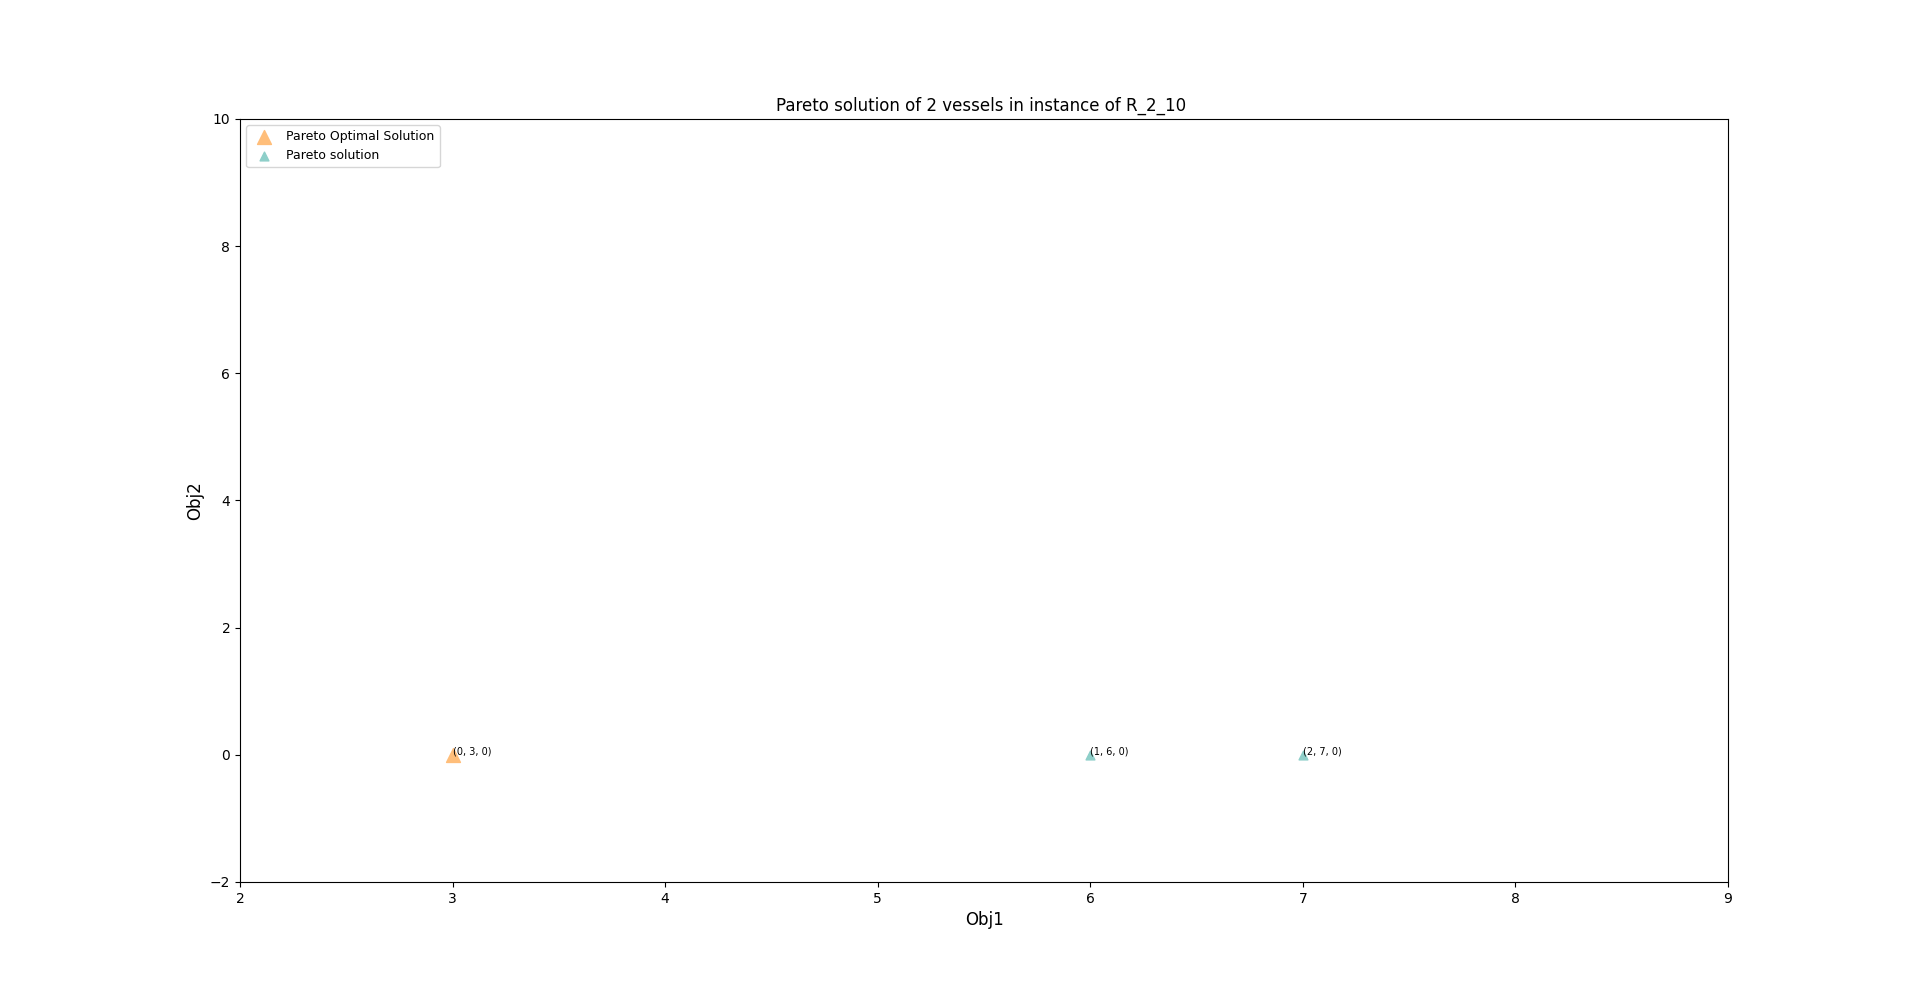 Pareto solution of 2 vessels in instance of R_2_10
10
Pareto Optimal Solution
Pareto solution
8
6
Obj2
4
2
0
(0, 3, 0)
(1, 6, 0)
(2, 7, 0)
−2
2
3
4
5
6
7
8
9
Obj1